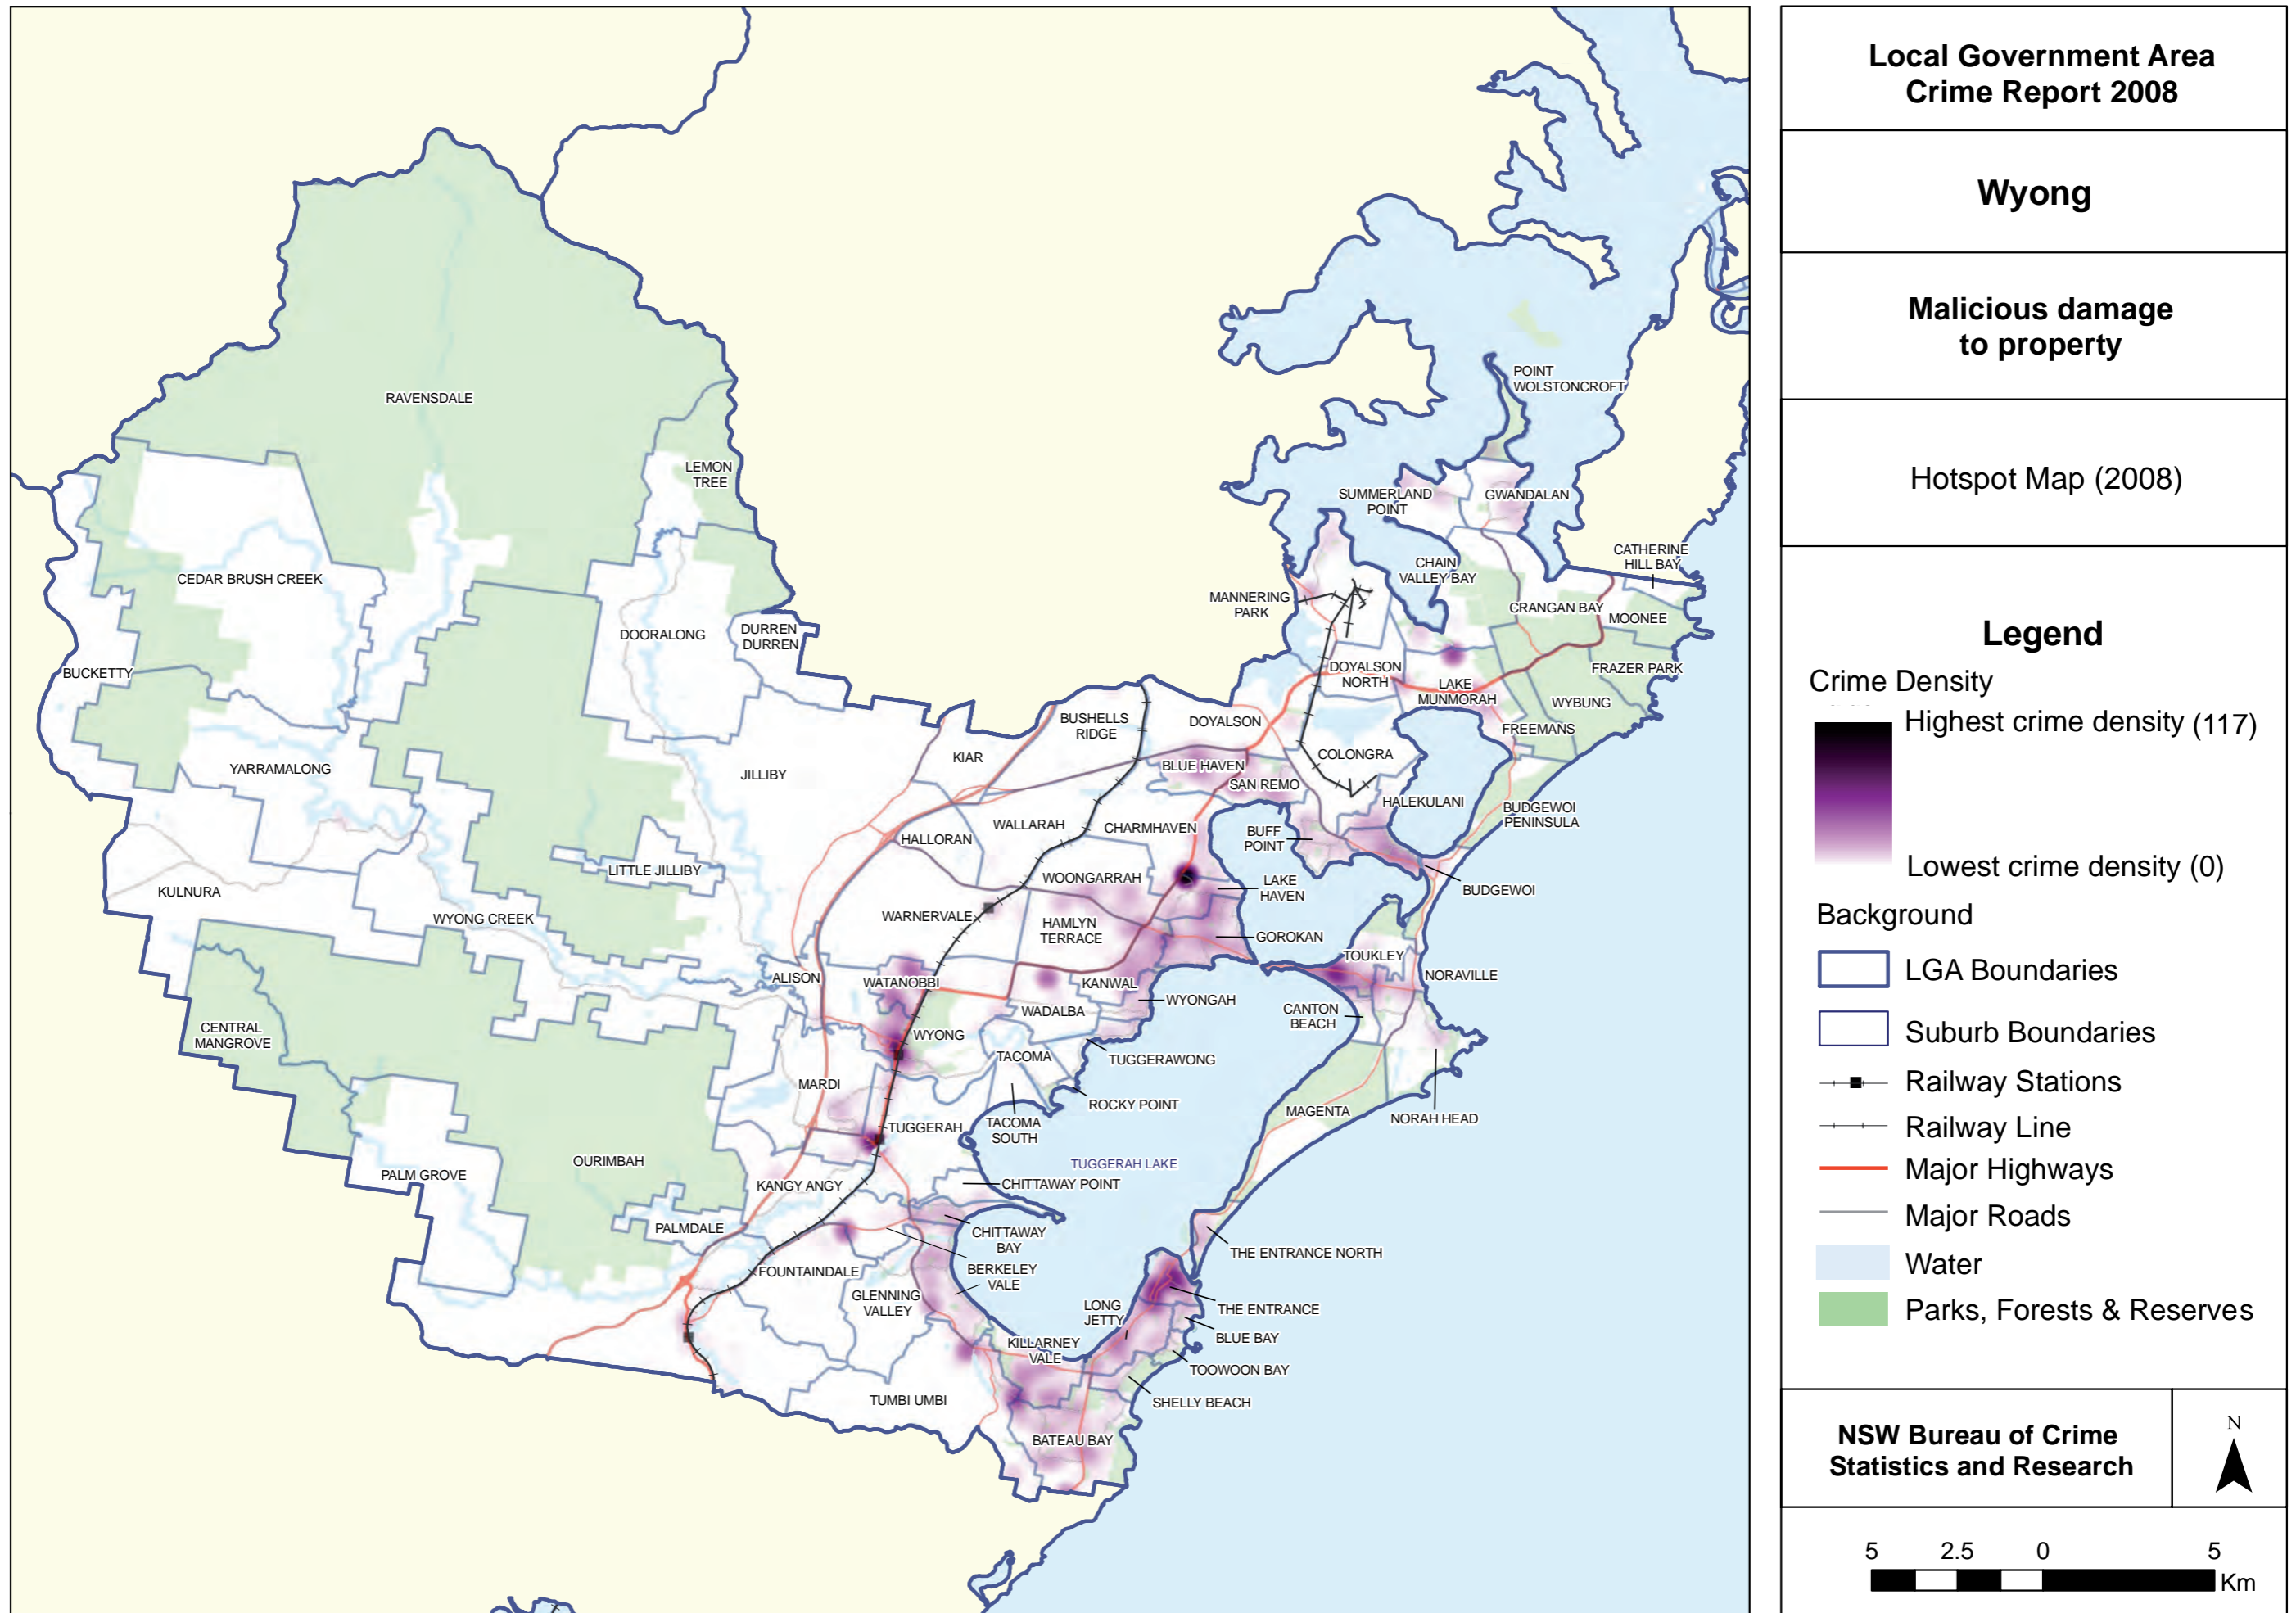 Local Government Area
Crime Report 2008
Wyong
Malicious damage
to property
Hotspot Map (2008)
Legend
Crime Density
Highest crime density (117)
Lowest crime density (0)
Background
LGA Boundaries
Suburb Boundaries
Railway Stations
Railway Line
Major Highways
Major Roads
Water
Parks, Forests & Reserves
NSW Bureau of Crime
Statistics and Research
N
5
2.5
0
5
Km
POINT
WOLSTONCROFT
RAVENSDALE
LEMON
TREE
SUMMERLAND
POINT
GWANDALAN
CATHERINE
HILL BAY
CHAIN
VALLEY BAY
CEDAR BRUSH CREEK
MANNERING
PARK
CRANGAN BAY
MOONEE
DOORALONG
DURREN
DURREN
BUCKETTY
DOYALSON
NORTH
FRAZER PARK
LAKE
MUNMORAH
WYBUNG
BUSHELLS
RIDGE
DOYALSON
FREEMANS
KIAR
COLONGRA
YARRAMALONG
JILLIBY
BLUE HAVEN
SAN REMO
HALEKULANI
BUDGEWOI
PENINSULA
WALLARAH
CHARMHAVEN
BUFF
POINT
HALLORAN
LITTLE JILLIBY
WOONGARRAH
LAKE
HAVEN
BUDGEWOI
KULNURA
WYONG CREEK
WARNERVALE
HAMLYN
TERRACE
GOROKAN
TOUKLEY
NORAVILLE
ALISON
WATANOBBI
KANWAL
WYONGAH
WADALBA
CANTON
BEACH
CENTRAL
MANGROVE
WYONG
TACOMA
TUGGERAWONG
MARDI
ROCKY POINT
MAGENTA
NORAH HEAD
TUGGERAH
TACOMA
SOUTH
OURIMBAH
TUGGERAH LAKE
PALM GROVE
KANGY ANGY
CHITTAWAY POINT
PALMDALE
CHITTAWAY
BAY
THE ENTRANCE NORTH
FOUNTAINDALE
BERKELEY
VALE
GLENNING
VALLEY
LONG
JETTY
THE ENTRANCE
BLUE BAY
KILLARNEY
VALE
TOOWOON BAY
TUMBI UMBI
SHELLY BEACH
BATEAU BAY